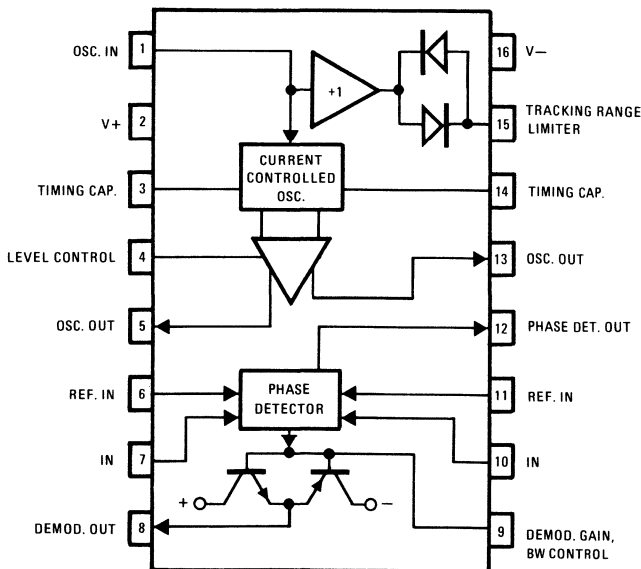 OSC. IN 1
V+ 2
TIMING CAP. 3
LEVEL CONTROL 4
OSC. OUT 5
REF. IN 6
IN 7
DEMOD. OUT 8
+1
CURRENT
CONTROLLED
OSC.
PHASE
DETECTOR
+
−
16 V−
15 TRACKING RANGE
LIMITER
14 TIMING CAP.
13 OSC. OUT
12 PHASE DET. OUT
11 REF. IN
10 IN
9 DEMOD. GAIN,
BW CONTROL